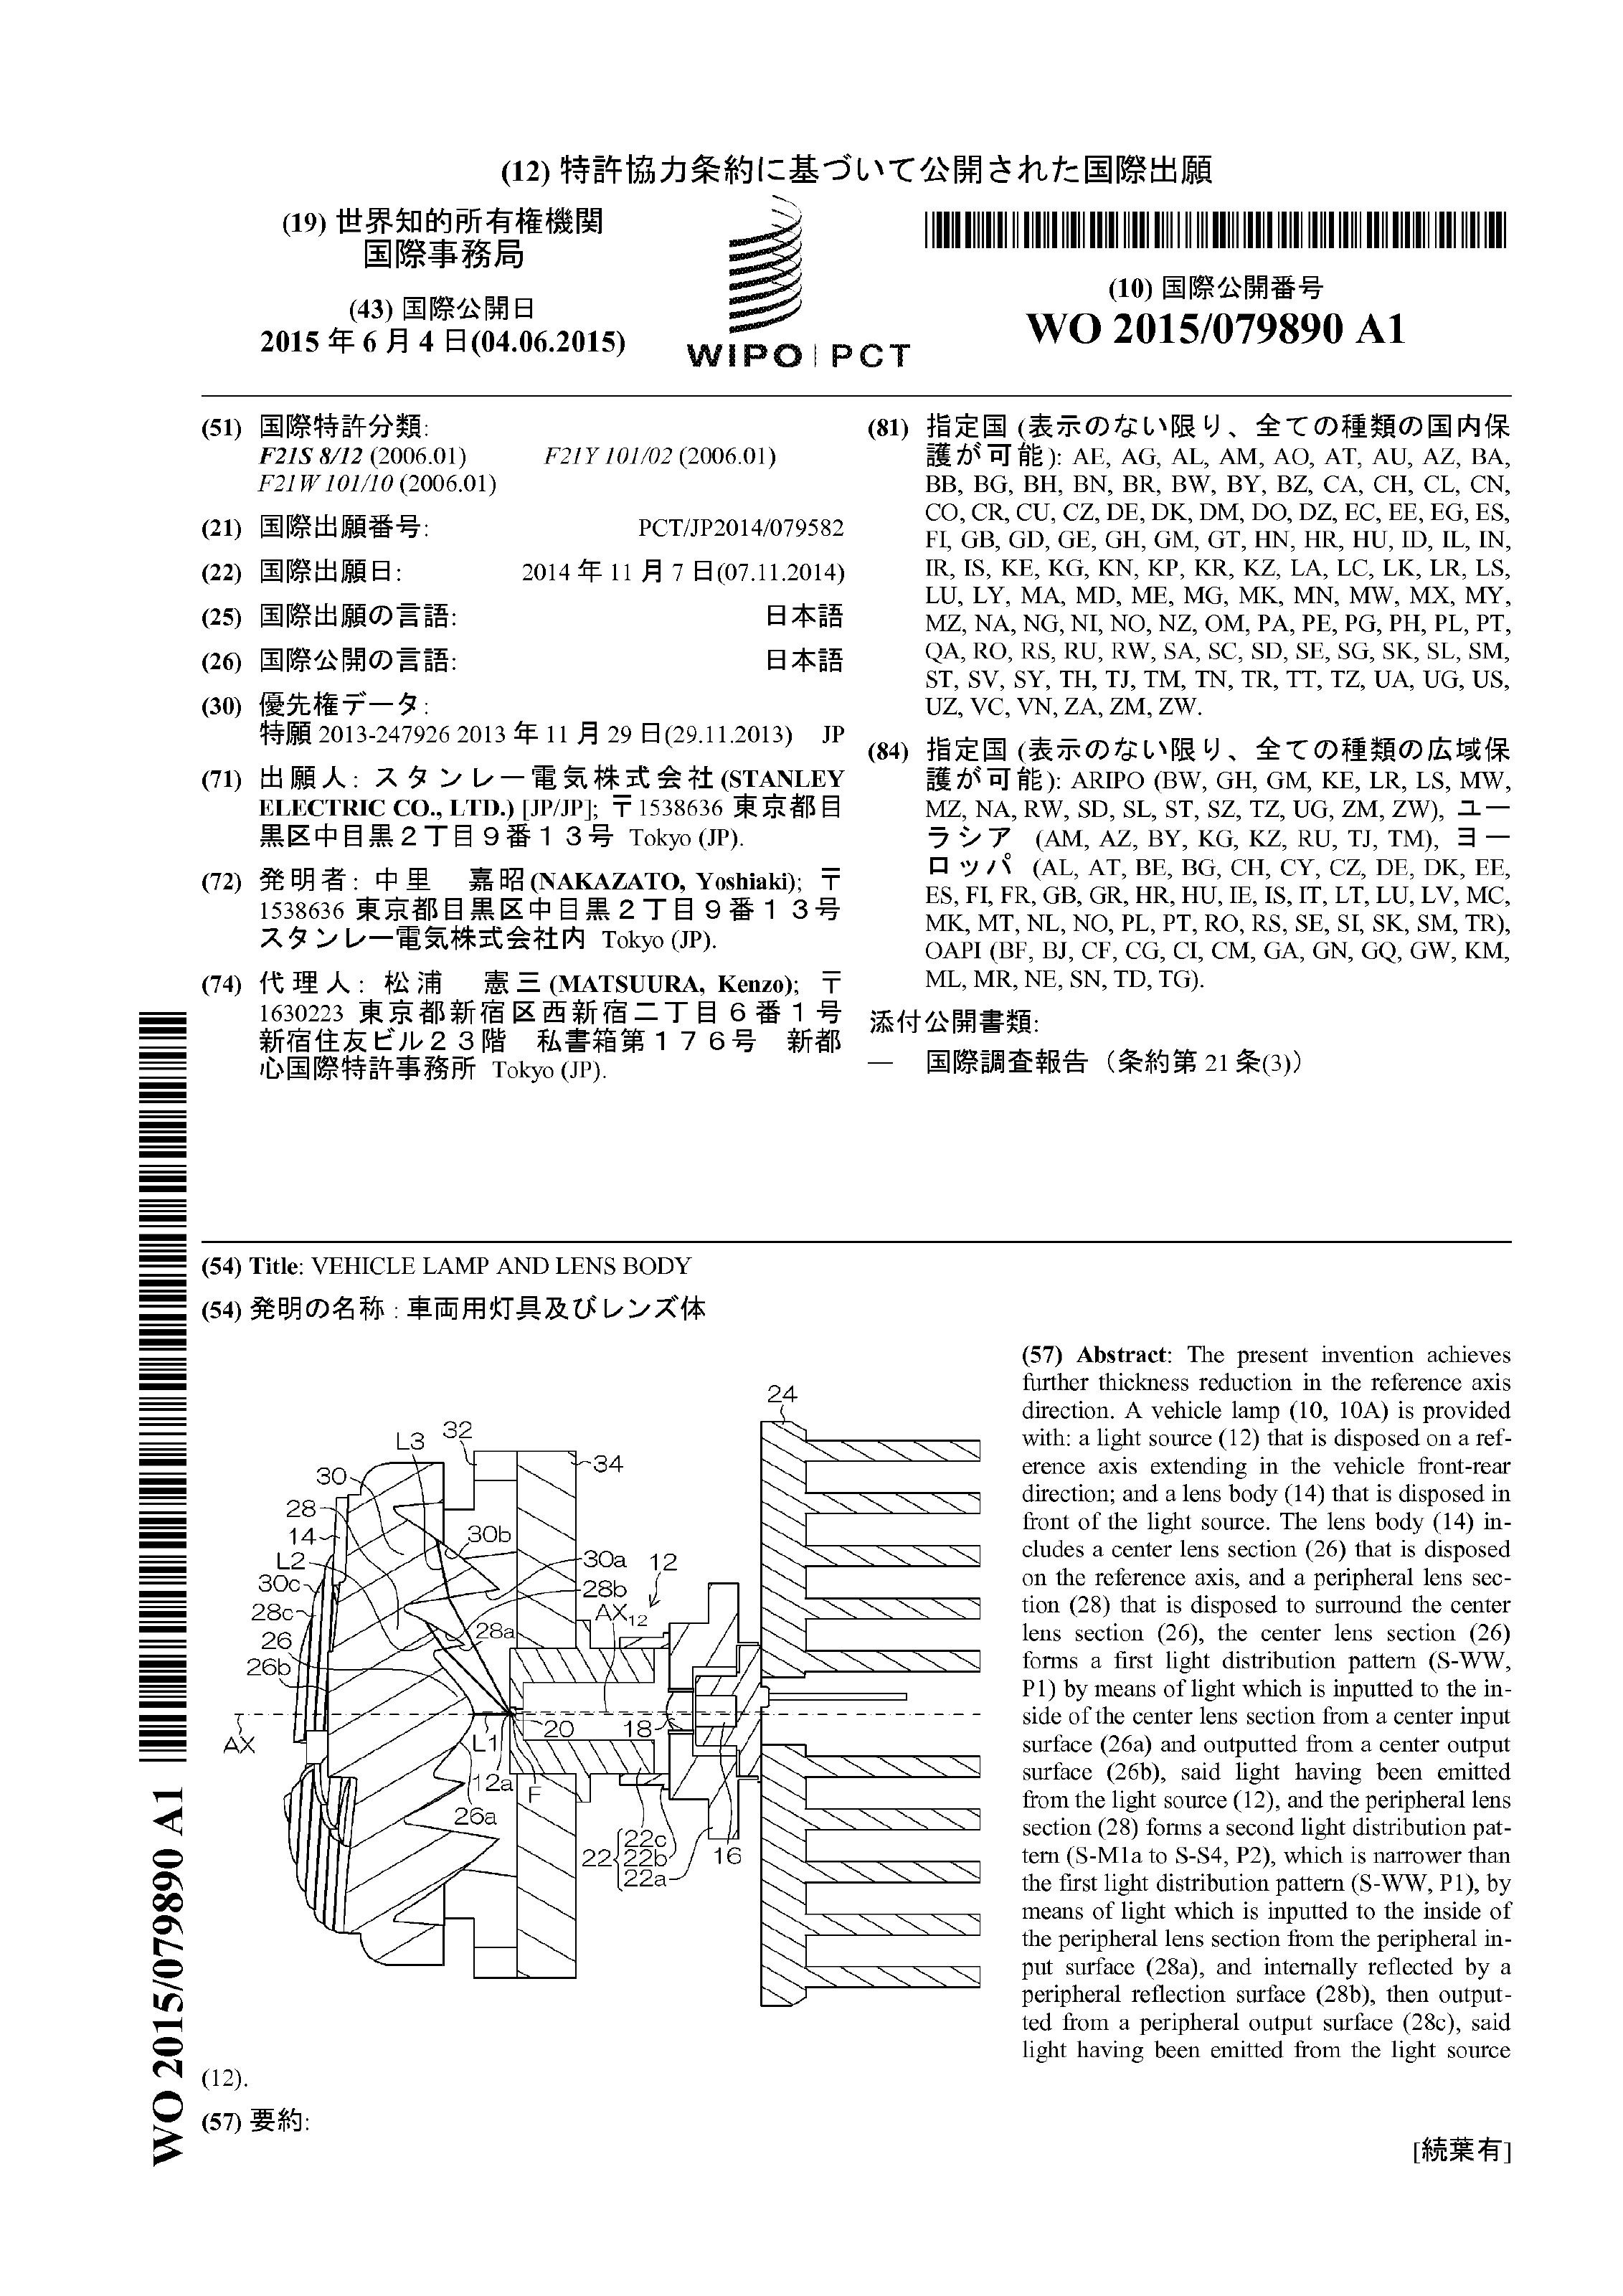 (12) 特許協力条約に基づいて公開された国際出願
(19) 世界知的所有権機関
国際事務局
(43) 国際公開日
2015 年 6 月 4 日(04.06.2015)
WIPO | PCT
(10) 国際公開番号
WO 2015/079890 A1
(51) 国際特許分類:
F21S 8/12 (2006.01) F21Y 101/02 (2006.01)
F21W 101/10 (2006.01)
(21) 国際出願番号: PCT/JP2014/079582
(22) 国際出願日: 2014 年 11 月 7 日(07.11.2014)
(25) 国際出願の言語: 日本語
(26) 国際公開の言語: 日本語
(30) 優先権データ:
特願 2013-247926 2013 年 11 月 29 日(29.11.2013) JP
(71) 出願人: スタンレー電気株式会社(STANLEY
ELECTRIC CO., LTD.) [JP/JP]; 〒1538636 東京都目
黒区中目黒2丁目9番13号 Tokyo (JP).
(72) 発明者: 中里 嘉昭(NAKAZATO, Yoshiaki); 〒
1538636 東京都目黒区中目黒2丁目9番13号
スタンレー電気株式会社内 Tokyo (JP).
(74) 代理人: 松浦 憲三(MATSUURA, Kenzo); 〒
1630223 東京都新宿区西新宿二丁目6番1号
新宿住友ビル23階 私書箱第176号 新都
心国際特許事務所 Tokyo (JP).
(81) 指定国 (表示のない限り、全ての種類の国内保
護が可能): AE, AG, AL, AM, AO, AT, AU, AZ, BA,
BB, BG, BH, BN, BR, BW, BY, BZ, CA, CH, CL, CN,
CO, CR, CU, CZ, DE, DK, DM, DO, DZ, EC, EE, EG, ES,
FI, GB, GD, GE, GH, GM, GT, HN, HR, HU, ID, IL, IN,
IR, IS, KE, KG, KN, KP, KR, KZ, LA, LC, LK, LR, LS,
LU, LY, MA, MD, ME, MG, MK, MN, MW, MX, MY,
MZ, NA, NG, NI, NO, NZ, OM, PA, PE, PG, PH, PL, PT,
QA, RO, RS, RU, RW, SA, SC, SD, SE, SG, SK, SL, SM,
ST, SV, SY, TH, TJ, TM, TN, TR, TT, TZ, UA, UG, US,
UZ, VC, VN, ZA, ZM, ZW.
(84) 指定国 (表示のない限り、全ての種類の広域保
護が可能): ARIPO (BW, GH, GM, KE, LR, LS, MW,
MZ, NA, RW, SD, SL, ST, SZ, TZ, UG, ZM, ZW), ユー
ラシア (AM, AZ, BY, KG, KZ, RU, TJ, TM), ヨー
ロッパ (AL, AT, BE, BG, CH, CY, CZ, DE, DK, EE,
ES, FI, FR, GB, GR, HR, HU, IE, IS, IT, LT, LU, LV, MC,
MK, MT, NL, NO, PL, PT, RO, RS, SE, SI, SK, SM, TR),
OAPI (BF, BJ, CF, CG, CI, CM, GA, GN, GQ, GW, KM,
ML, MR, NE, SN, TD, TG).
添付公開書類:
— 国際調査報告(条約第 21 条(3))
(54) Title: VEHICLE LAMP AND LENS BODY
(54) 発明の名称 : 車両用灯具及びレンズ体
24
32
L3
34
30
28
30b
14
L2
30a
12
30c
28b
28c
AX12
26
28a
26b
AX
L1
20
18
12a
F
26a
22
22c
22b
22a
16
(57) Abstract: The present invention achieves
further thickness reduction in the reference axis
direction. A vehicle lamp (10, 10A) is provided
with: a light source (12) that is disposed on a ref-
erence axis extending in the vehicle front-rear
direction; and a lens body (14) that is disposed in
front of the light source. The lens body (14) in-
cludes a center lens section (26) that is disposed
on the reference axis, and a peripheral lens sec-
tion (28) that is disposed to surround the center
lens section (26), the center lens section (26)
forms a first light distribution pattern (S-WW,
P1) by means of light which is inputted to the in-
side of the center lens section from a center input
surface (26a) and outputted from a center output
surface (26b), said light having been emitted
from the light source (12), and the peripheral lens
section (28) forms a second light distribution pat-
tern (S-M1a to S-S4, P2), which is narrower than
the first light distribution pattern (S-WW, P1), by
means of light which is inputted to the inside of
the peripheral lens section from the peripheral in-
put surface (28a), and internally reflected by a
peripheral reflection surface (28b), then output-
ted from a peripheral output surface (28c), said
light having been emitted from the light source
(12).
(57) 要約:
[続葉有]
WO 2015/079890 A1